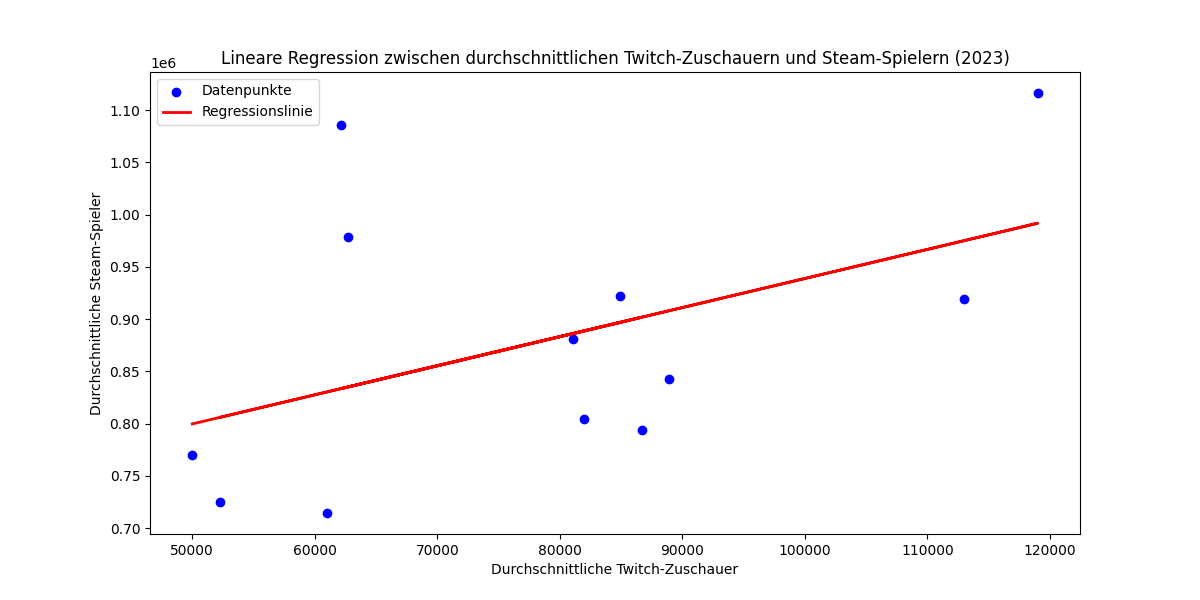 Lineare Regression zwischen durchschnittlichen Twitch-Zuschauern und Steam-Spielern (2023)
1e6
Datenpunkte
Regressionslinie
1.10
1.05
1.00
0.95
0.90
0.85
0.80
0.75
0.70
Durchschnittliche Steam-Spieler
50000 60000 70000 80000 90000 100000 110000 120000
Durchschnittliche Twitch-Zuschauer